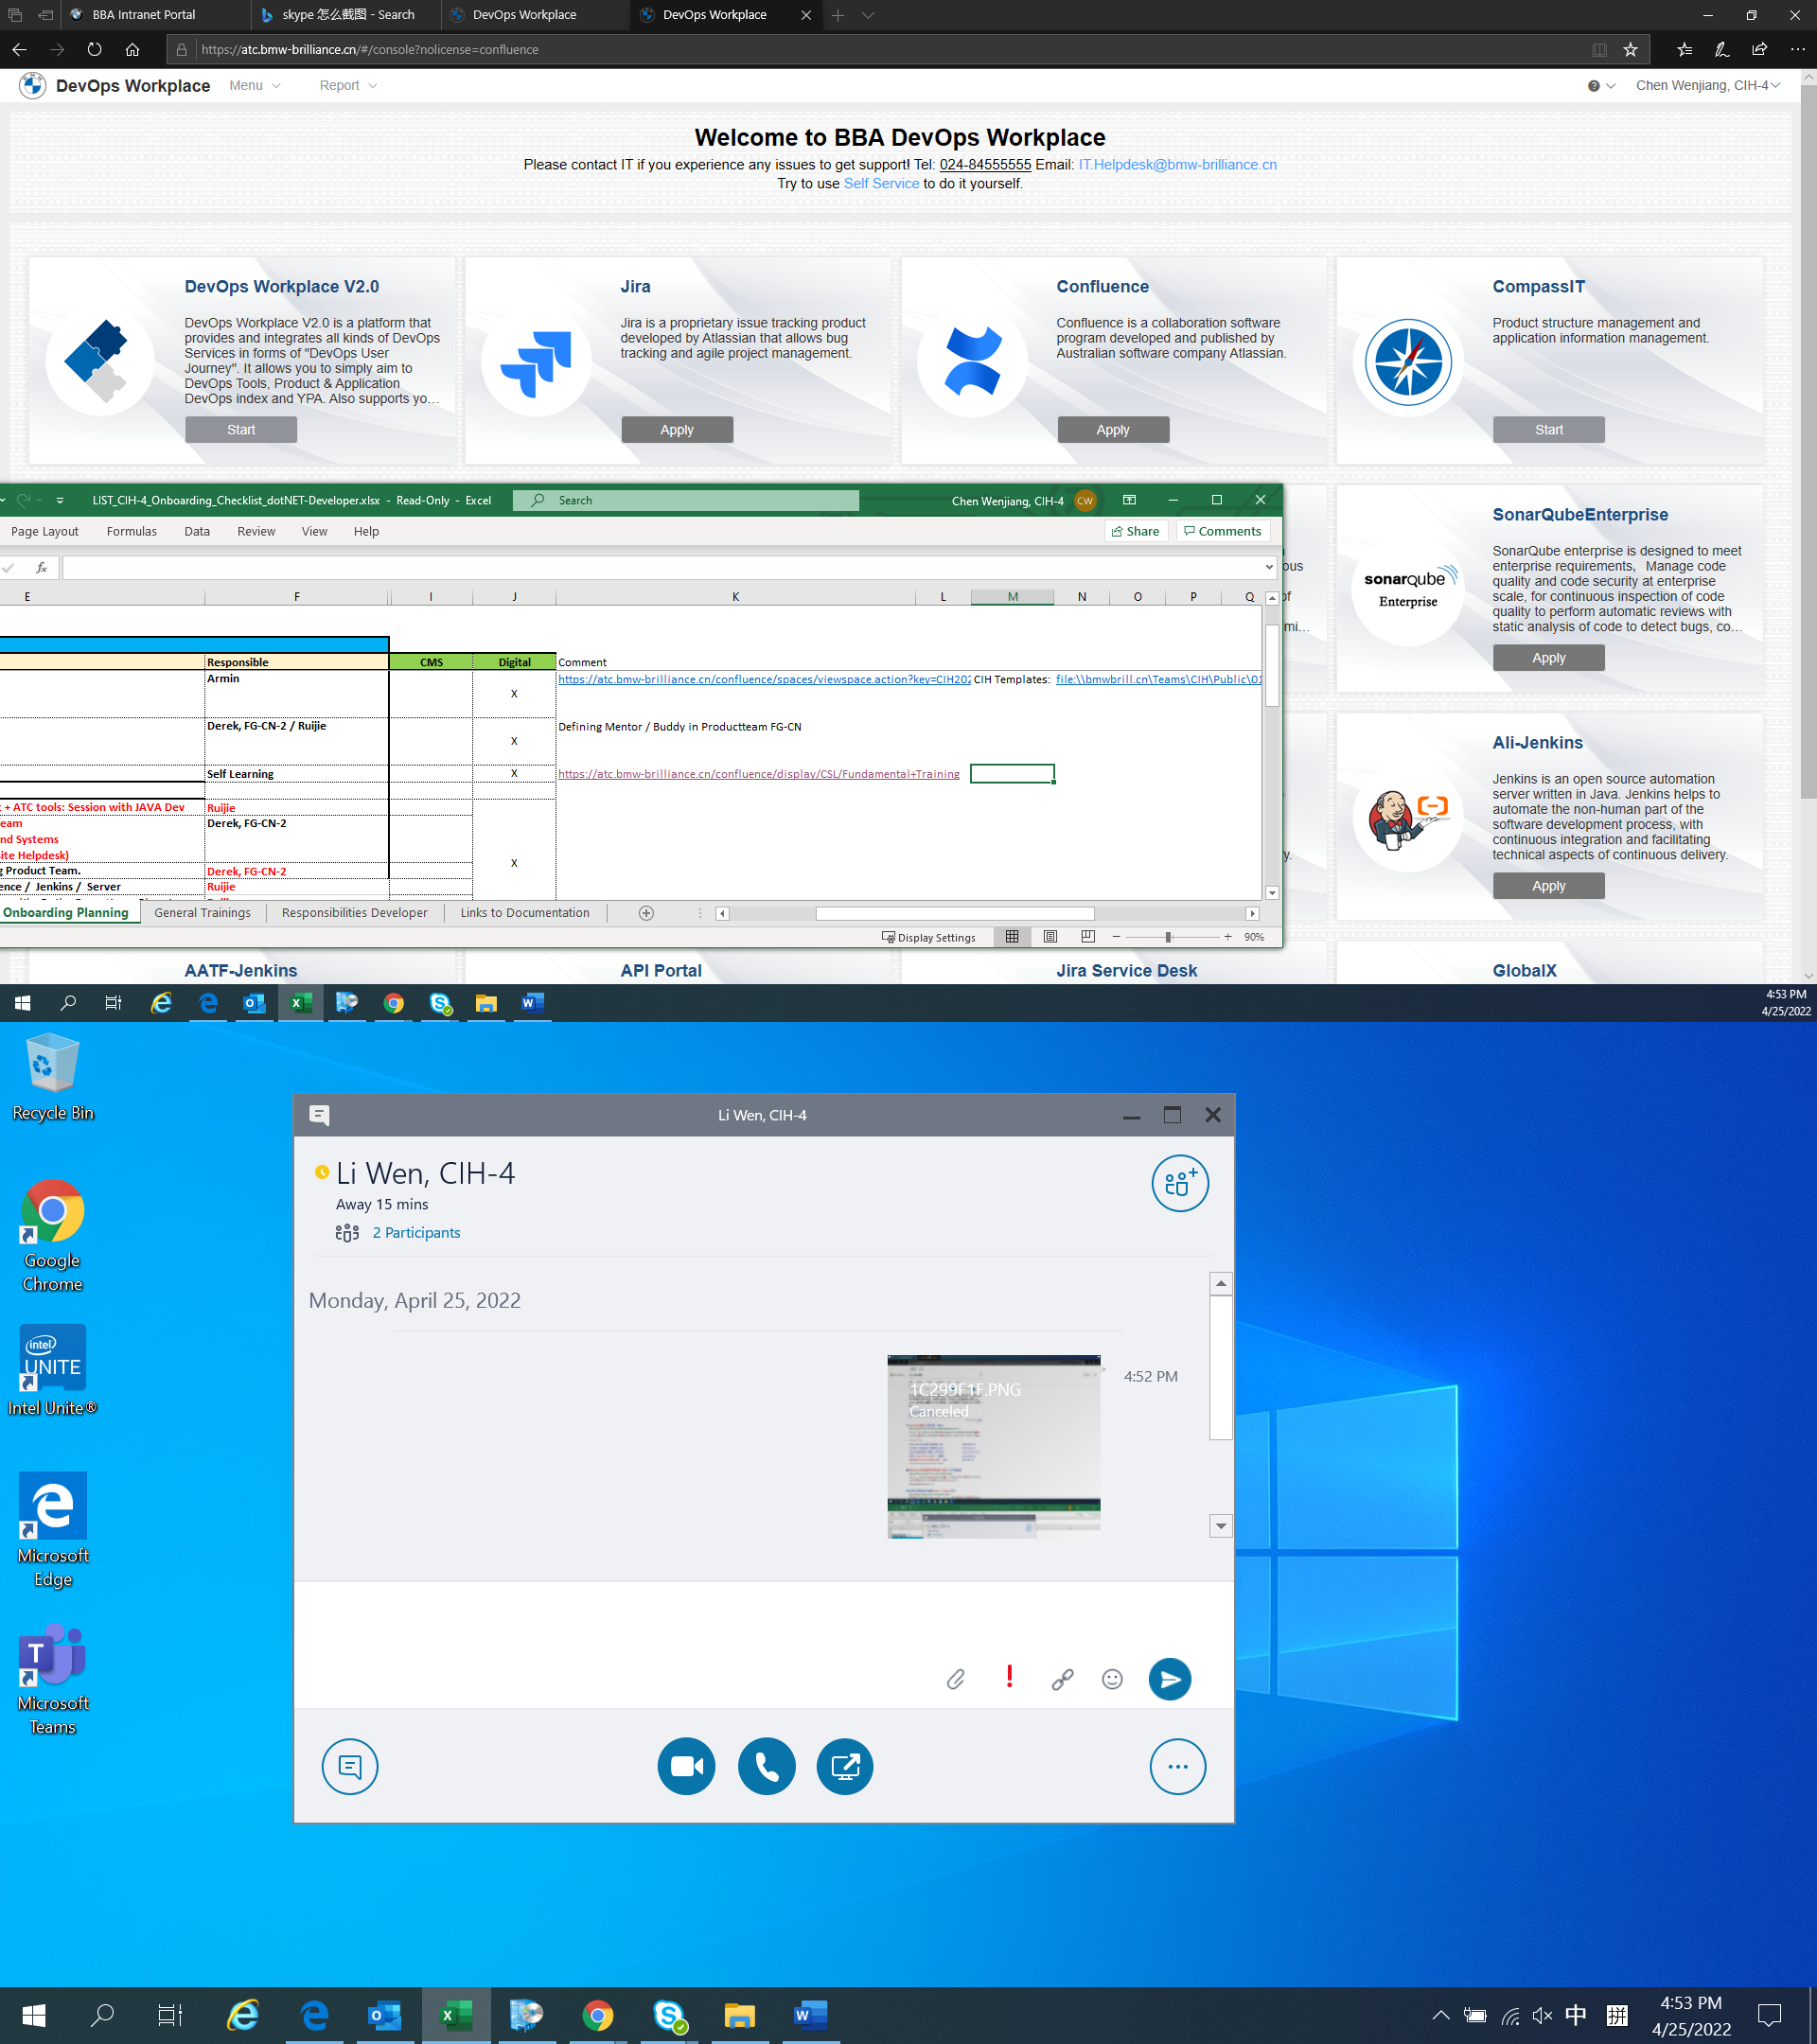 BBA Intranet Portal
skype 怎么截图 - Search
DevOps Workplace
DevOps Workplace
https://atc.bmw-brilliance.cn/#/console?nolicense=confluence
DevOps Workplace
Menu
Report
Chen Wenjiang, CIH-4
Welcome to BBA DevOps Workplace
Please contact IT if you experience any issues to get support! Tel: 024-84555555 Email: IT.Helpdesk@bmw-brilliance.cn
Try to use Self Service to do it yourself.
DevOps Workplace V2.0
DevOps Workplace V2.0 is a platform that
provides and integrates all kinds of DevOps
Services in forms of "DevOps User
Journey". It allows you to simply aim to
DevOps Tools, Product & Application
DevOps index and YPA. Also supports yo...
Start
Jira
Jira is a proprietary issue tracking product
developed by Atlassian that allows bug
tracking and agile project management.
Apply
Confluence
Confluence is a collaboration software
program developed and published by
Australian software company Atlassian.
Apply
CompassIT
Product structure management and
application information management.
Start
LIST_CIH-4_Onboarding_Checklist_dotNET-Developer.xlsx - Read-Only - Excel
Search
Chen Wenjiang, CIH-4
CW
Page Layout
Formulas
Data
Review
View
Help
Share
Comments
fx
E F I J K L M N O P Q
Responsible
CMS
Digital
Comment
Armin
X
https://atc.bmw-brilliance.cn/confluence/spaces/viewspace.action?key=CIH202
CIH Templates:
file:\\bmwbrill.cn\Teams\CIH\Public\01
Derek, FG-CN-2 / Ruijie
X
Defining Mentor / Buddy in Productteam FG-CN
Self Learning
X
https://atc.bmw-brilliance.cn/confluence/display/CSL/Fundamental+Training
+ ATC tools: Session with JAVA Dev
Ruijie
eam
Derek, FG-CN-2
nd Systems
site Helpdesk)
X
g Product Team.
Derek, FG-CN-2
ence / Jenkins / Server
Ruijie
Onboarding Planning
General Trainings
Responsibilities Developer
Links to Documentation
Display Settings
90%
ous
of
mi...
y.
SonarQubeEnterprise
sonarqube
Enterprise
SonarQube enterprise is designed to meet
enterprise requirements， Manage code
quality and code security at enterprise
scale, for continuous inspection of code
quality to perform automatic reviews with
static analysis of code to detect bugs, co...
Apply
Ali-Jenkins
Jenkins is an open source automation
server written in Java. Jenkins helps to
automate the non-human part of the
software development process, with
continuous integration and facilitating
technical aspects of continuous delivery.
Apply
AATF-Jenkins
API Portal
Jira Service Desk
GlobalX
4:53 PM
4/25/2022
Recycle Bin
Google
Chrome
intel
UNITE
Intel Unite®
Microsoft
Edge
Microsoft
Teams
Li Wen, CIH-4
Li Wen, CIH-4
Away 15 mins
2 Participants
Monday, April 25, 2022
1C299F1F.PNG
Canceled
4:52 PM
中
拼
4:53 PM
4/25/2022